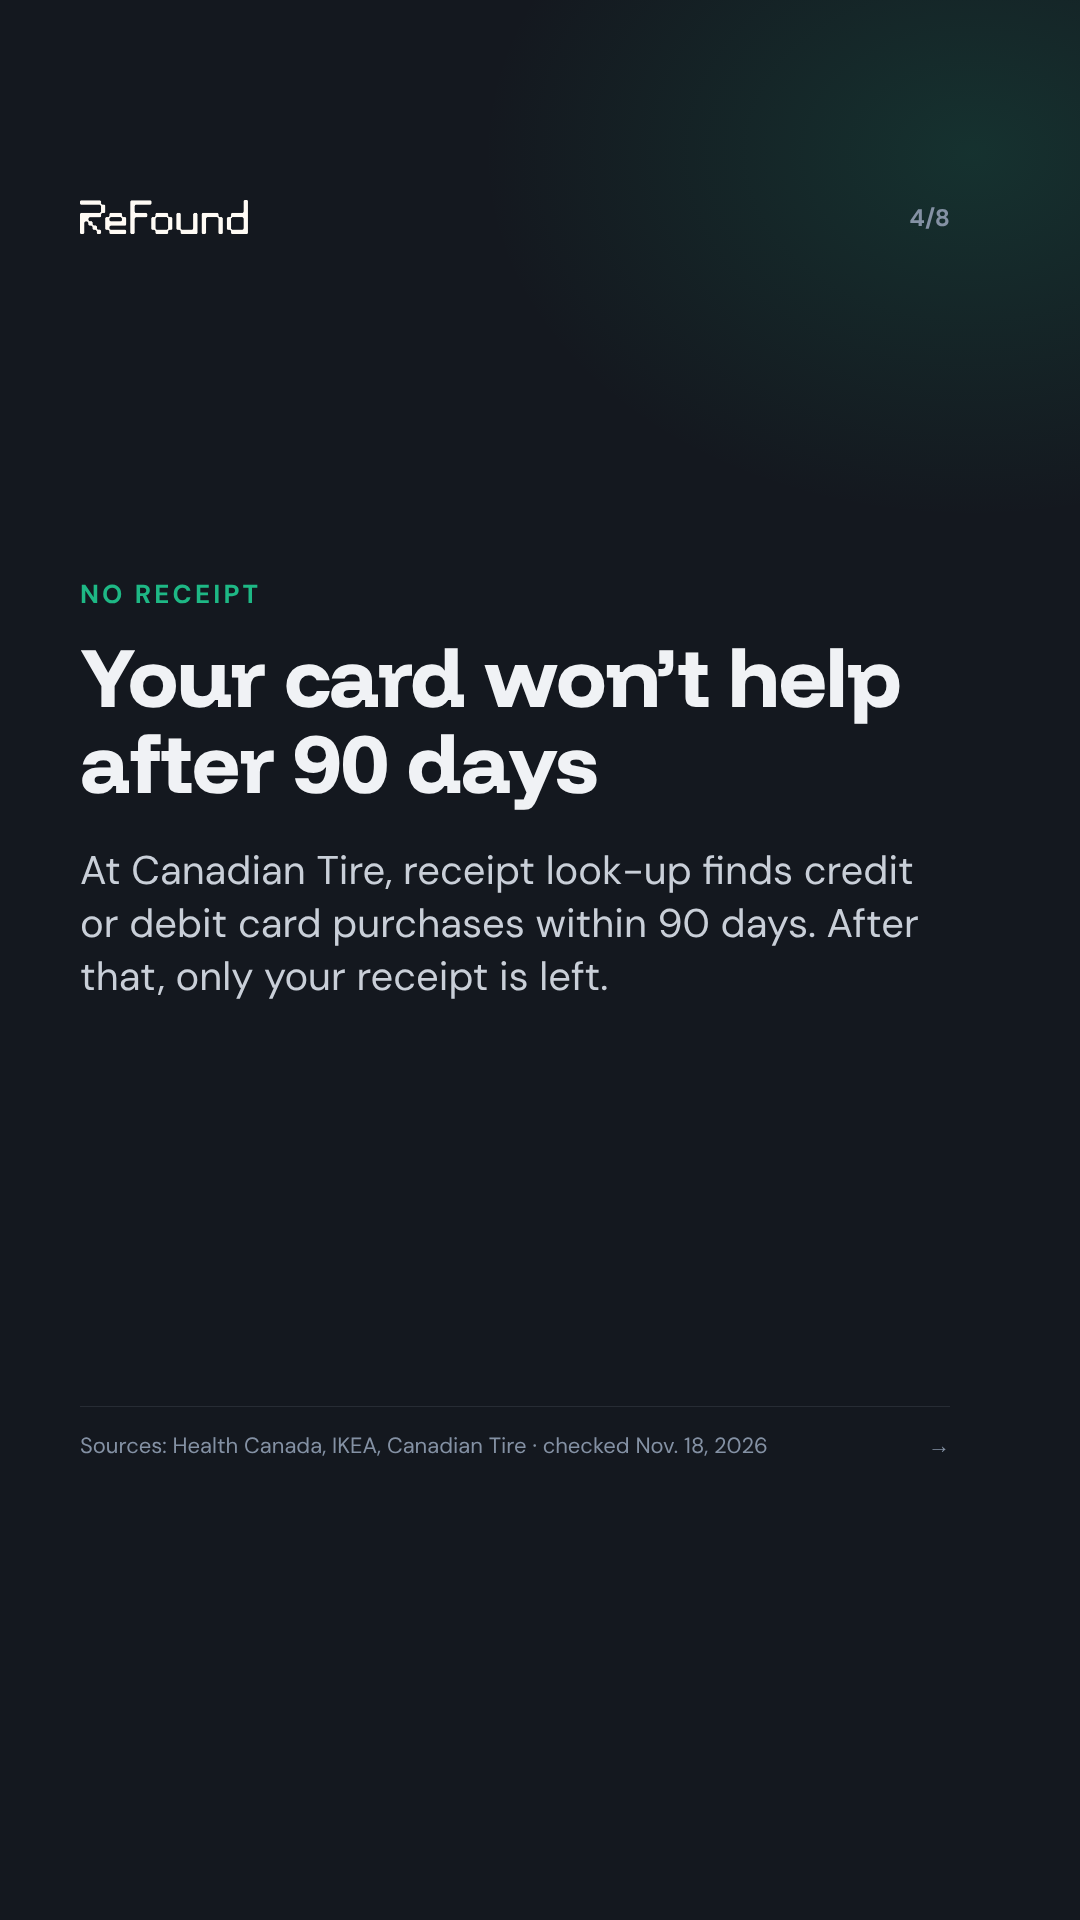 ReFound
4/8
NO RECEIPT
Your card won’t help
after 90 days
At Canadian Tire, receipt look-up finds credit
or debit card purchases within 90 days. After
that, only your receipt is left.
Sources: Health Canada, IKEA, Canadian Tire · checked Nov. 18, 2026 →